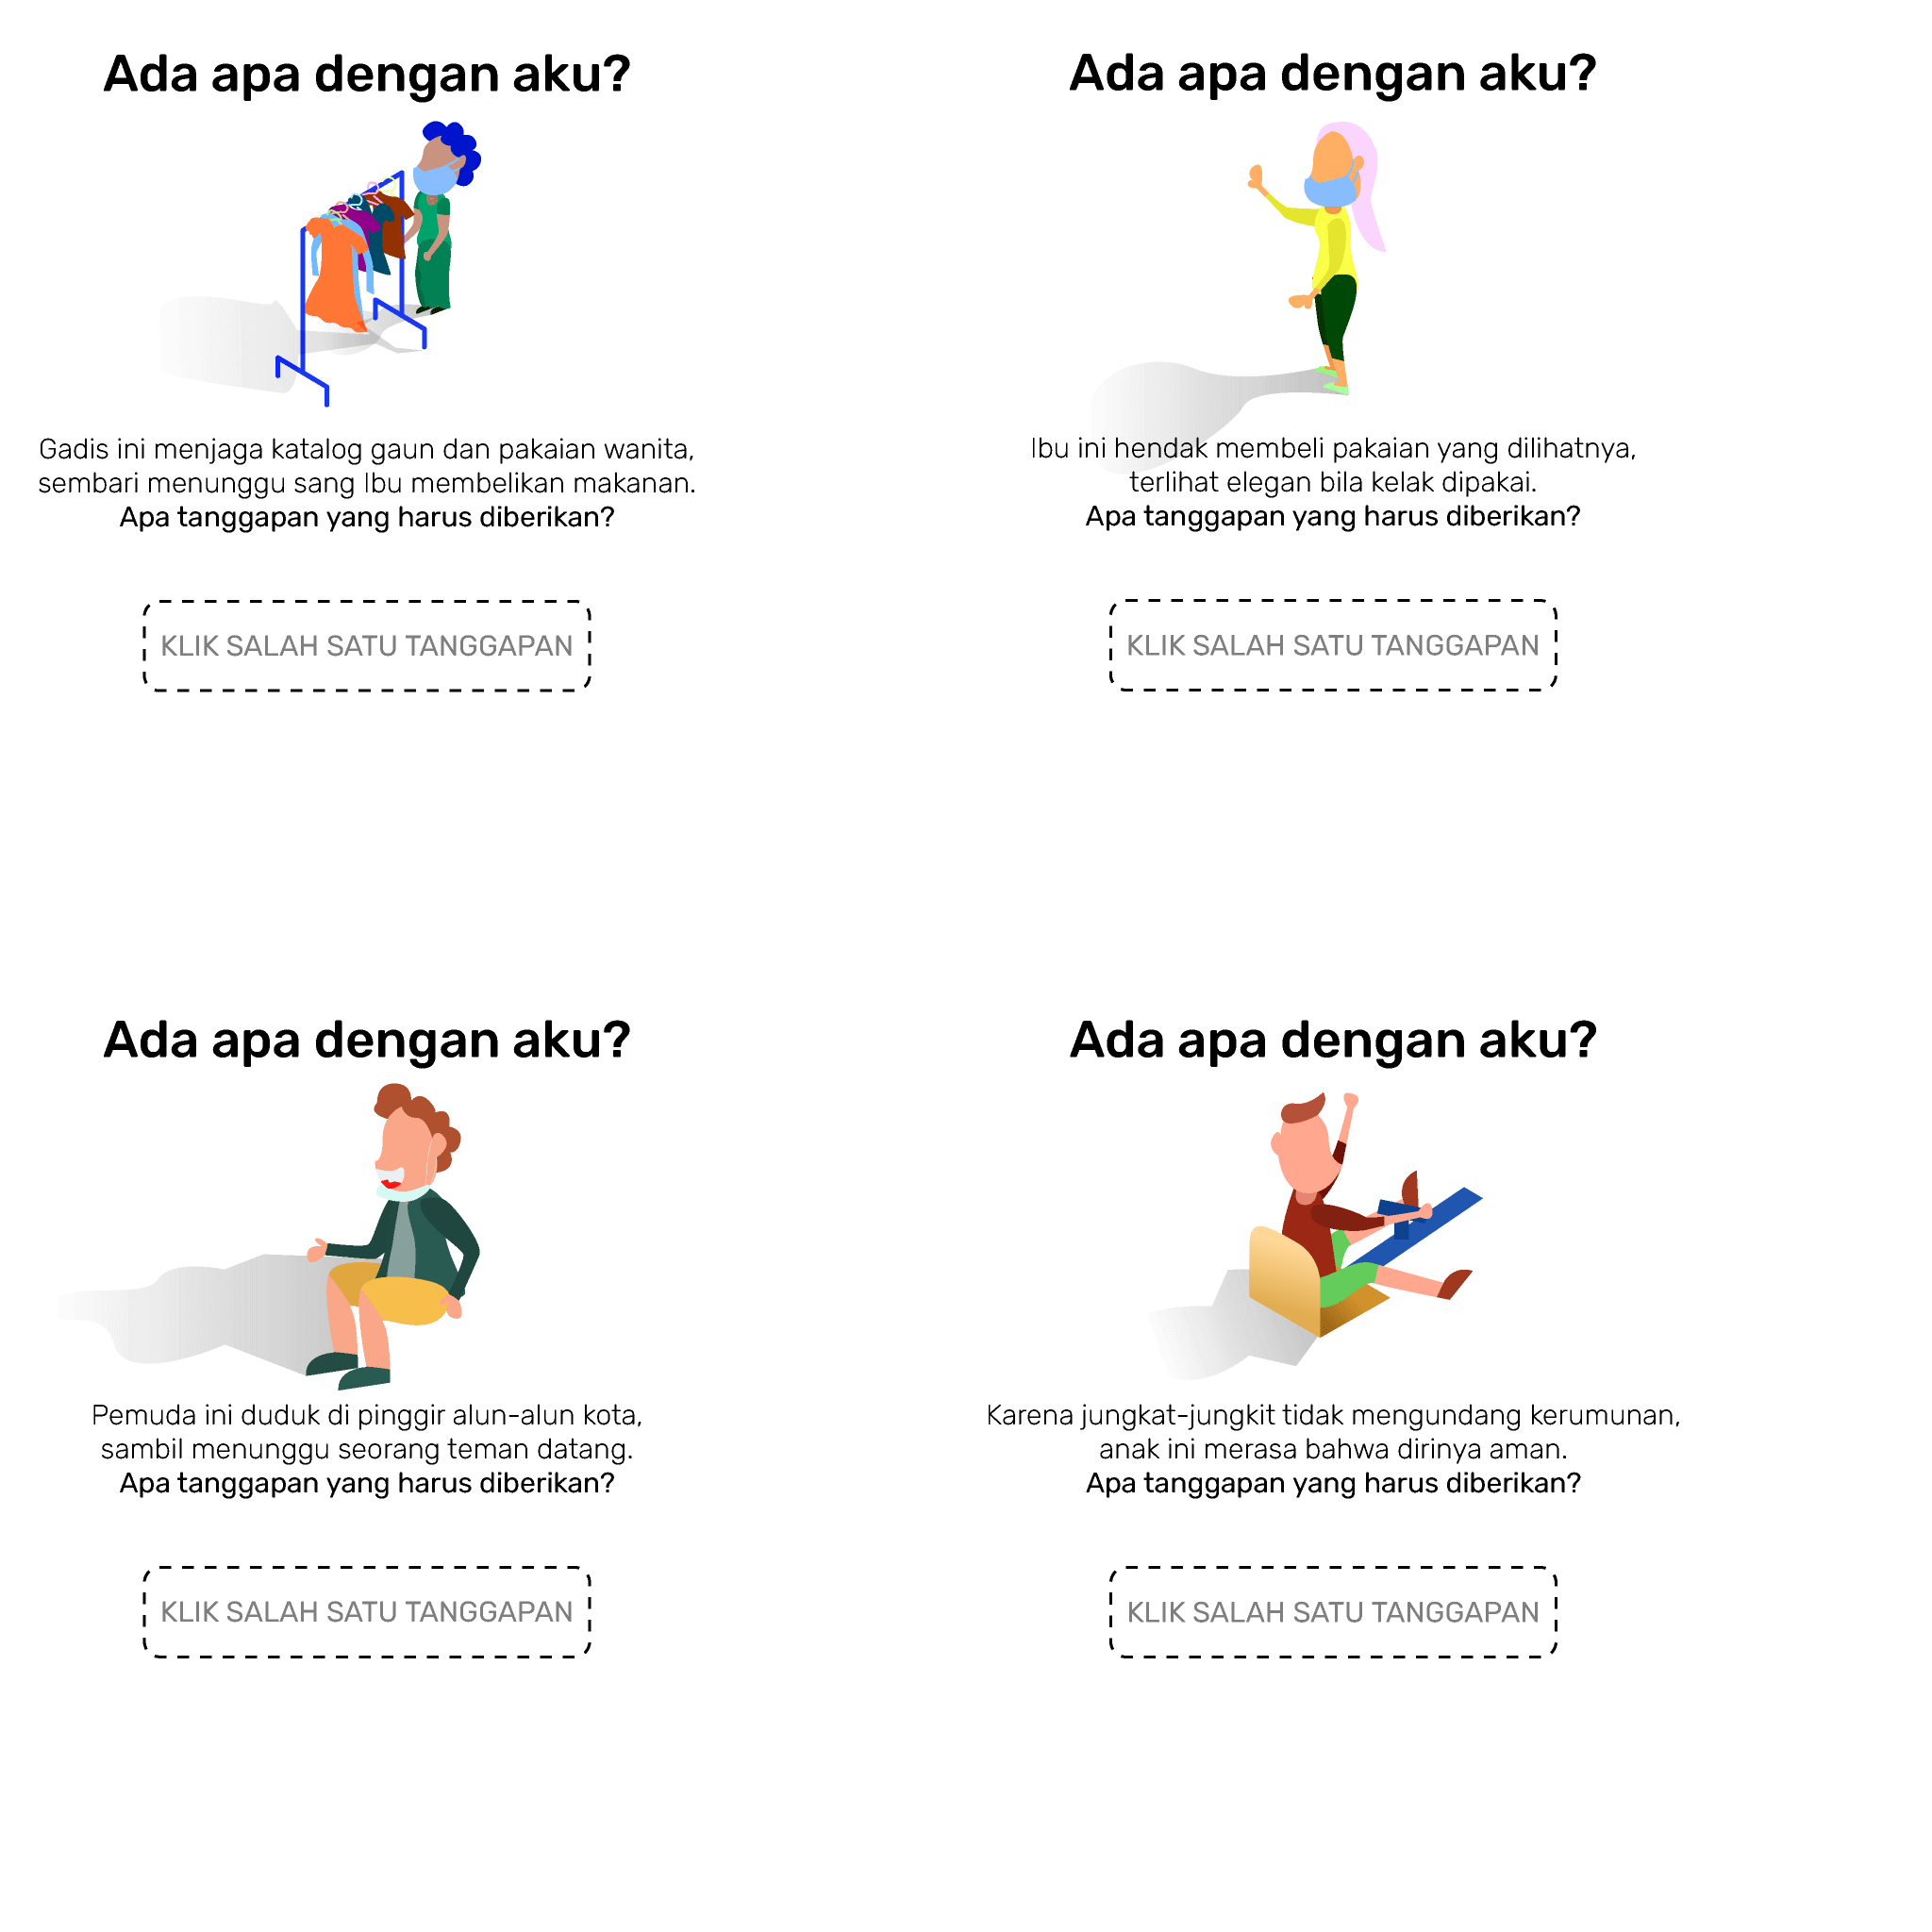 Ada apa dengan aku?
Gadis ini menjaga katalog gaun dan pakaian wanita,
sembari menunggu sang Ibu membelikan makanan.
Apa tanggapan yang harus diberikan?
KLIK SALAH SATU TANGGAPAN
Ada apa dengan aku?
Ibu ini hendak membeli pakaian yang dilihatnya,
terlihat elegan bila kelak dipakai.
Apa tanggapan yang harus diberikan?
KLIK SALAH SATU TANGGAPAN
Ada apa dengan aku?
Pemuda ini duduk di pinggir alun-alun kota,
sambil menunggu seorang teman datang.
Apa tanggapan yang harus diberikan?
KLIK SALAH SATU TANGGAPAN
Ada apa dengan aku?
Karena jungkat-jungkit tidak mengundang kerumunan,
anak ini merasa bahwa dirinya aman.
Apa tanggapan yang harus diberikan?
KLIK SALAH SATU TANGGAPAN